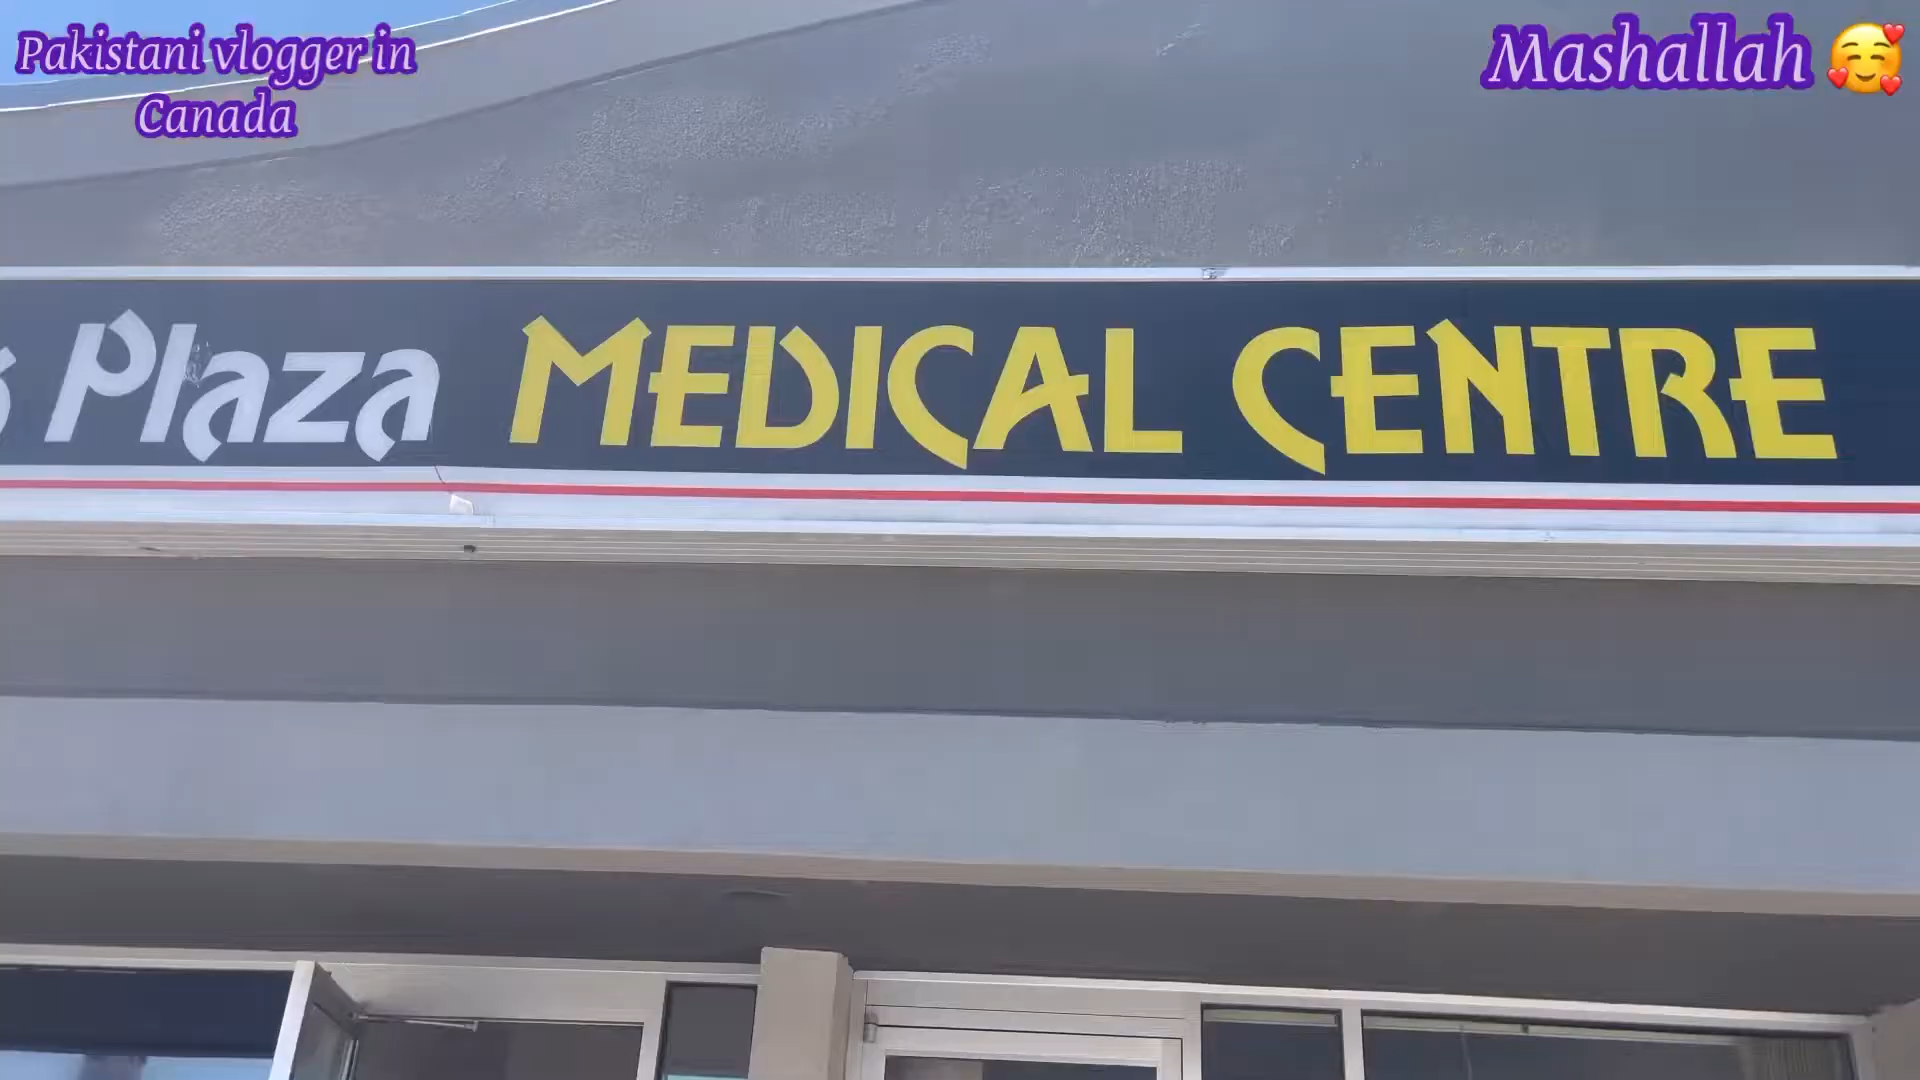 Pakistani vlogger in
Canada
Mashallah 🥰
Plaza MEDICAL CENTRE